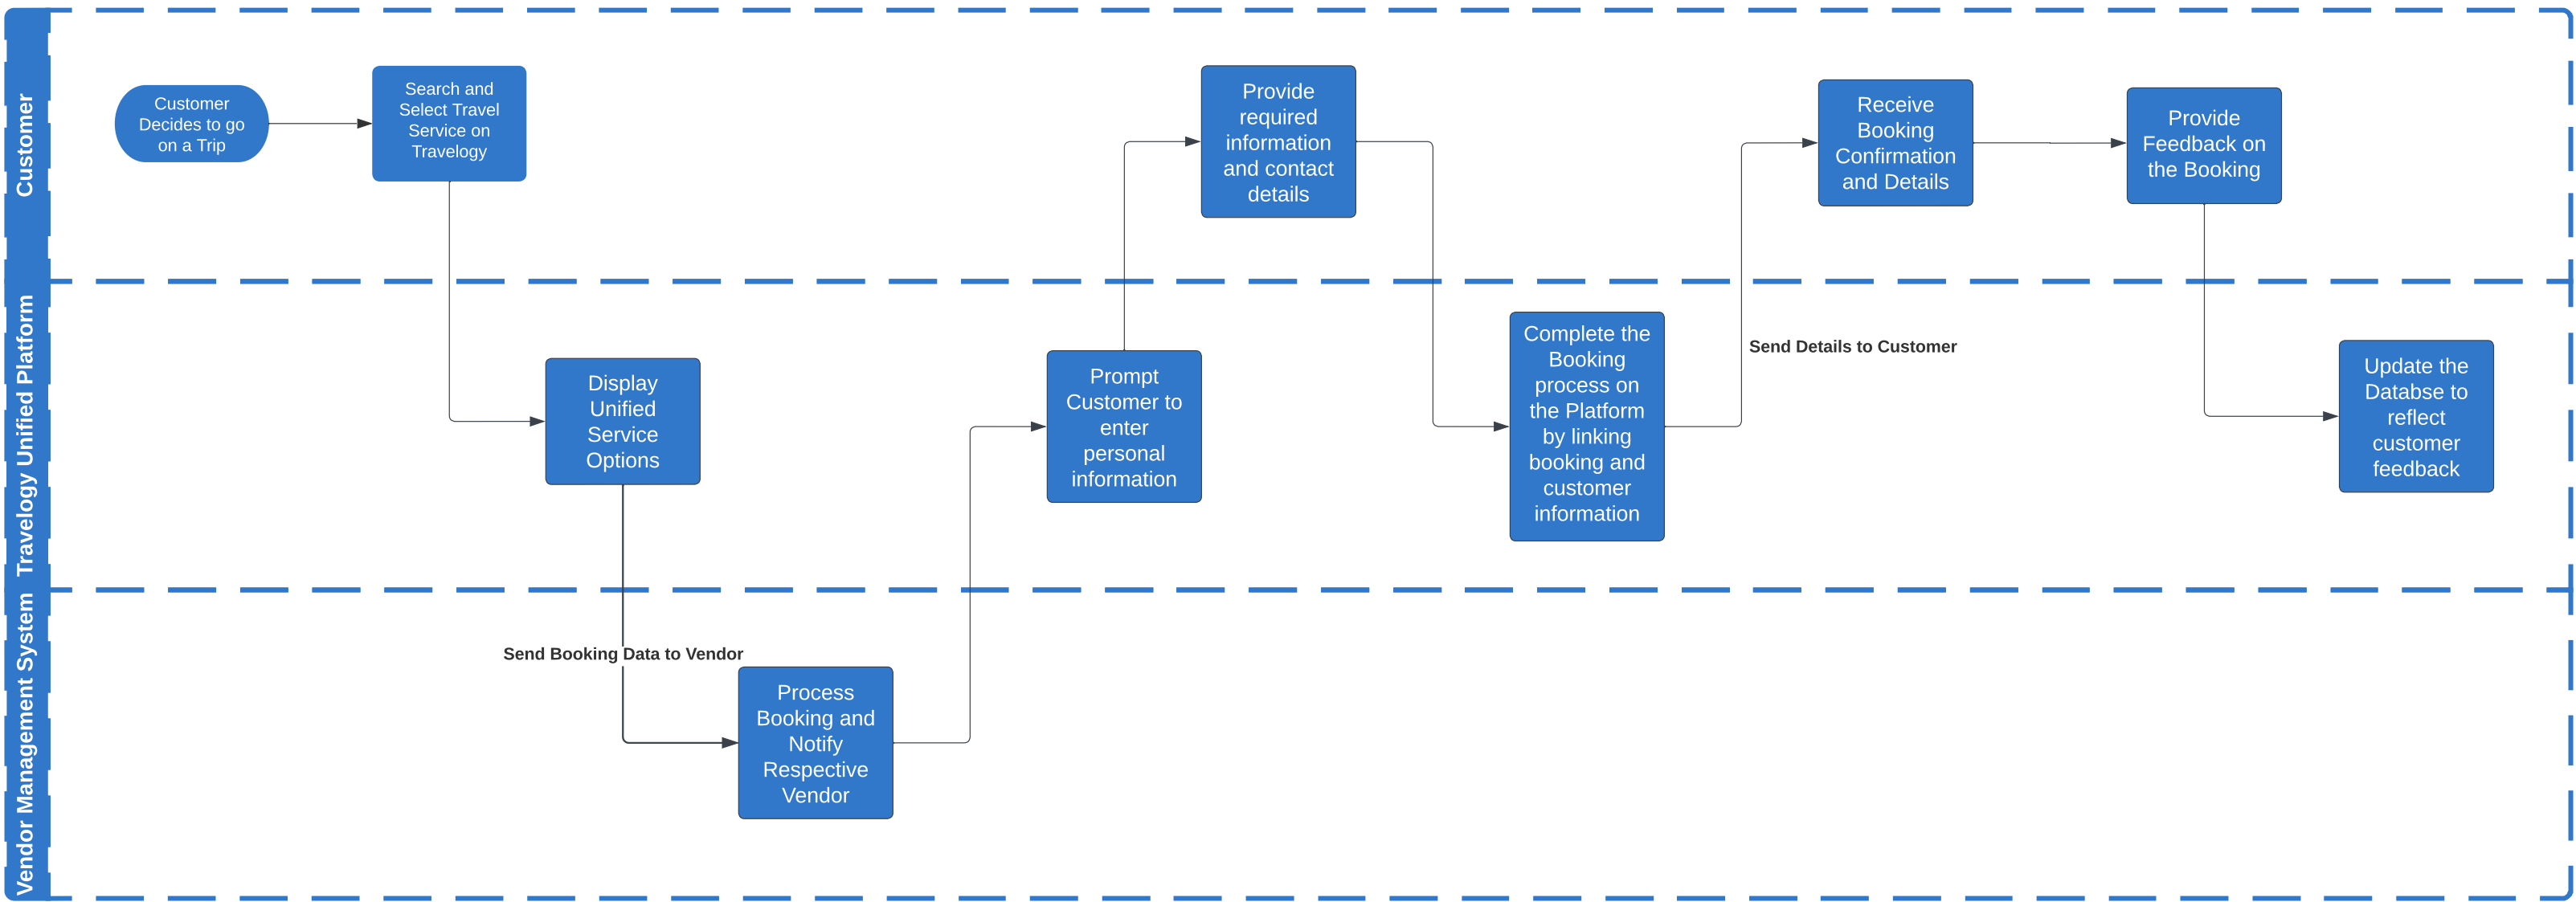 Customer
Customer
Decides to go
on a Trip
Search and
Select Travel
Service on
Travelogy
Provide
required
information
and contact
details
Receive
Booking
Confirmation
and Details
Provide
Feedback on
the Booking
Travelogy Unified Platform
Display
Unified
Service
Options
Prompt
Customer to
enter
personal
information
Complete the
Booking
process on
the Platform
by linking
booking and
customer
information
Send Details to Customer
Update the
Databse to
reflect
customer
feedback
Vendor Management System
Send Booking Data to Vendor
Process
Booking and
Notify
Respective
Vendor